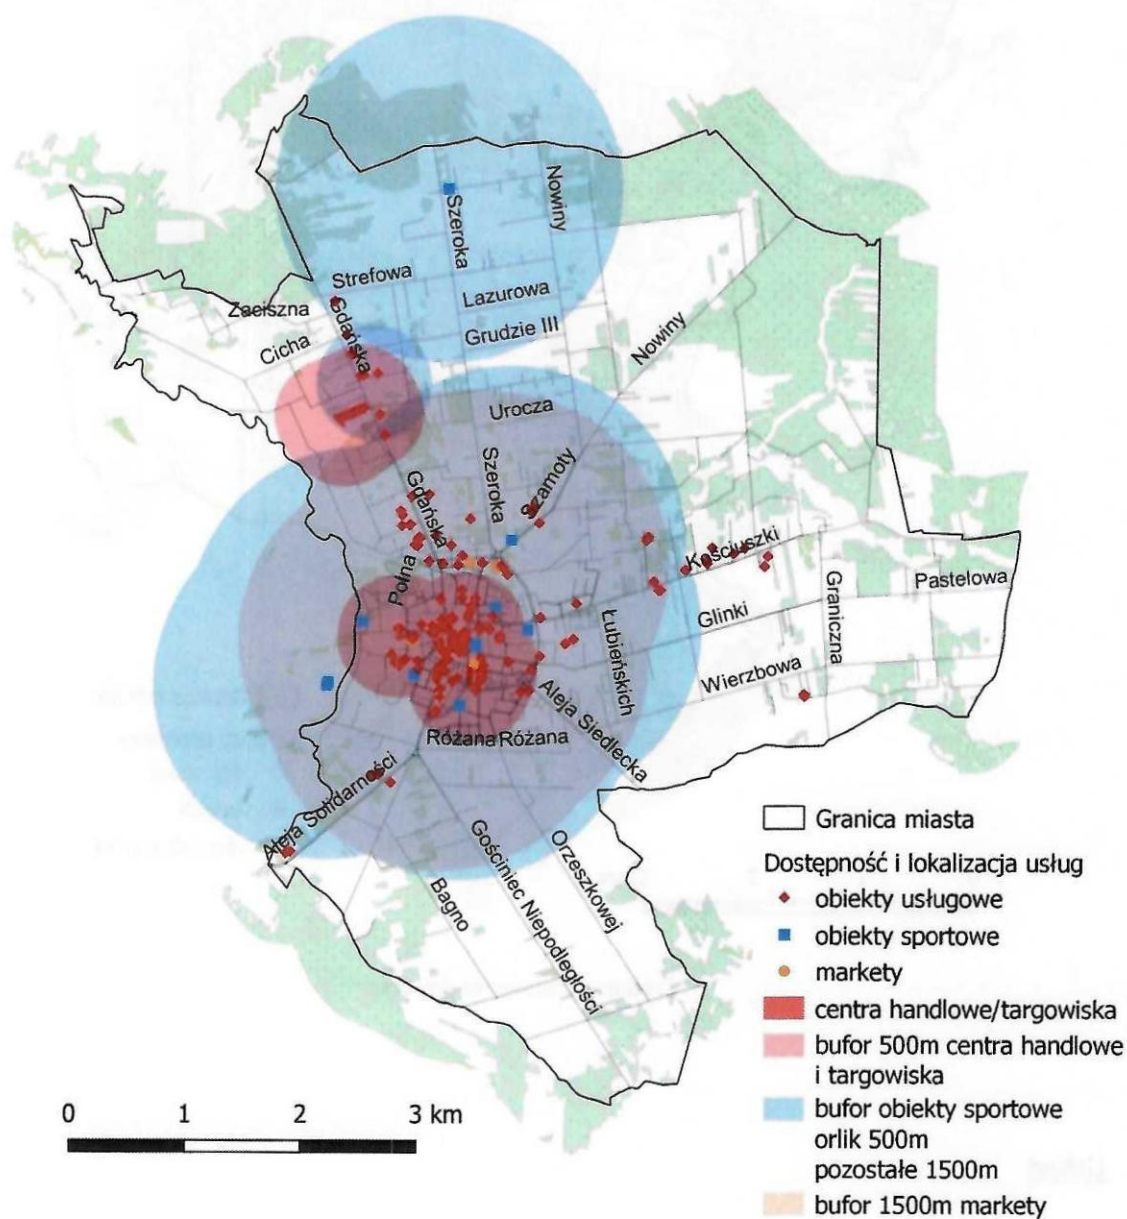 Nowiny
Szeroka
Strefowa
Lazurowa
Zaciszna
Gdańska
Grudzie III
Cicha
Nowiny
Urocza
Szeroka
Szamoty
Gdańska
Kościuszki
Polna
Pastelowa
Graniczna
Glinki
Łubieńskich
Wierzbowa
Aleja Siedlecka
Różana Różana
Aleja Solidarności
Gościniec Niepodległości
Orzeszkowej
Bagno
Granica miasta
Dostępność i lokalizacja usług
obiekty usługowe
obiekty sportowe
markety
centra handlowe/targowiska
bufor 500m centra handlowe
i targowiska
bufor obiekty sportowe
orlik 500m
pozostałe 1500m
bufor 1500m markety
0 1 2 3 km